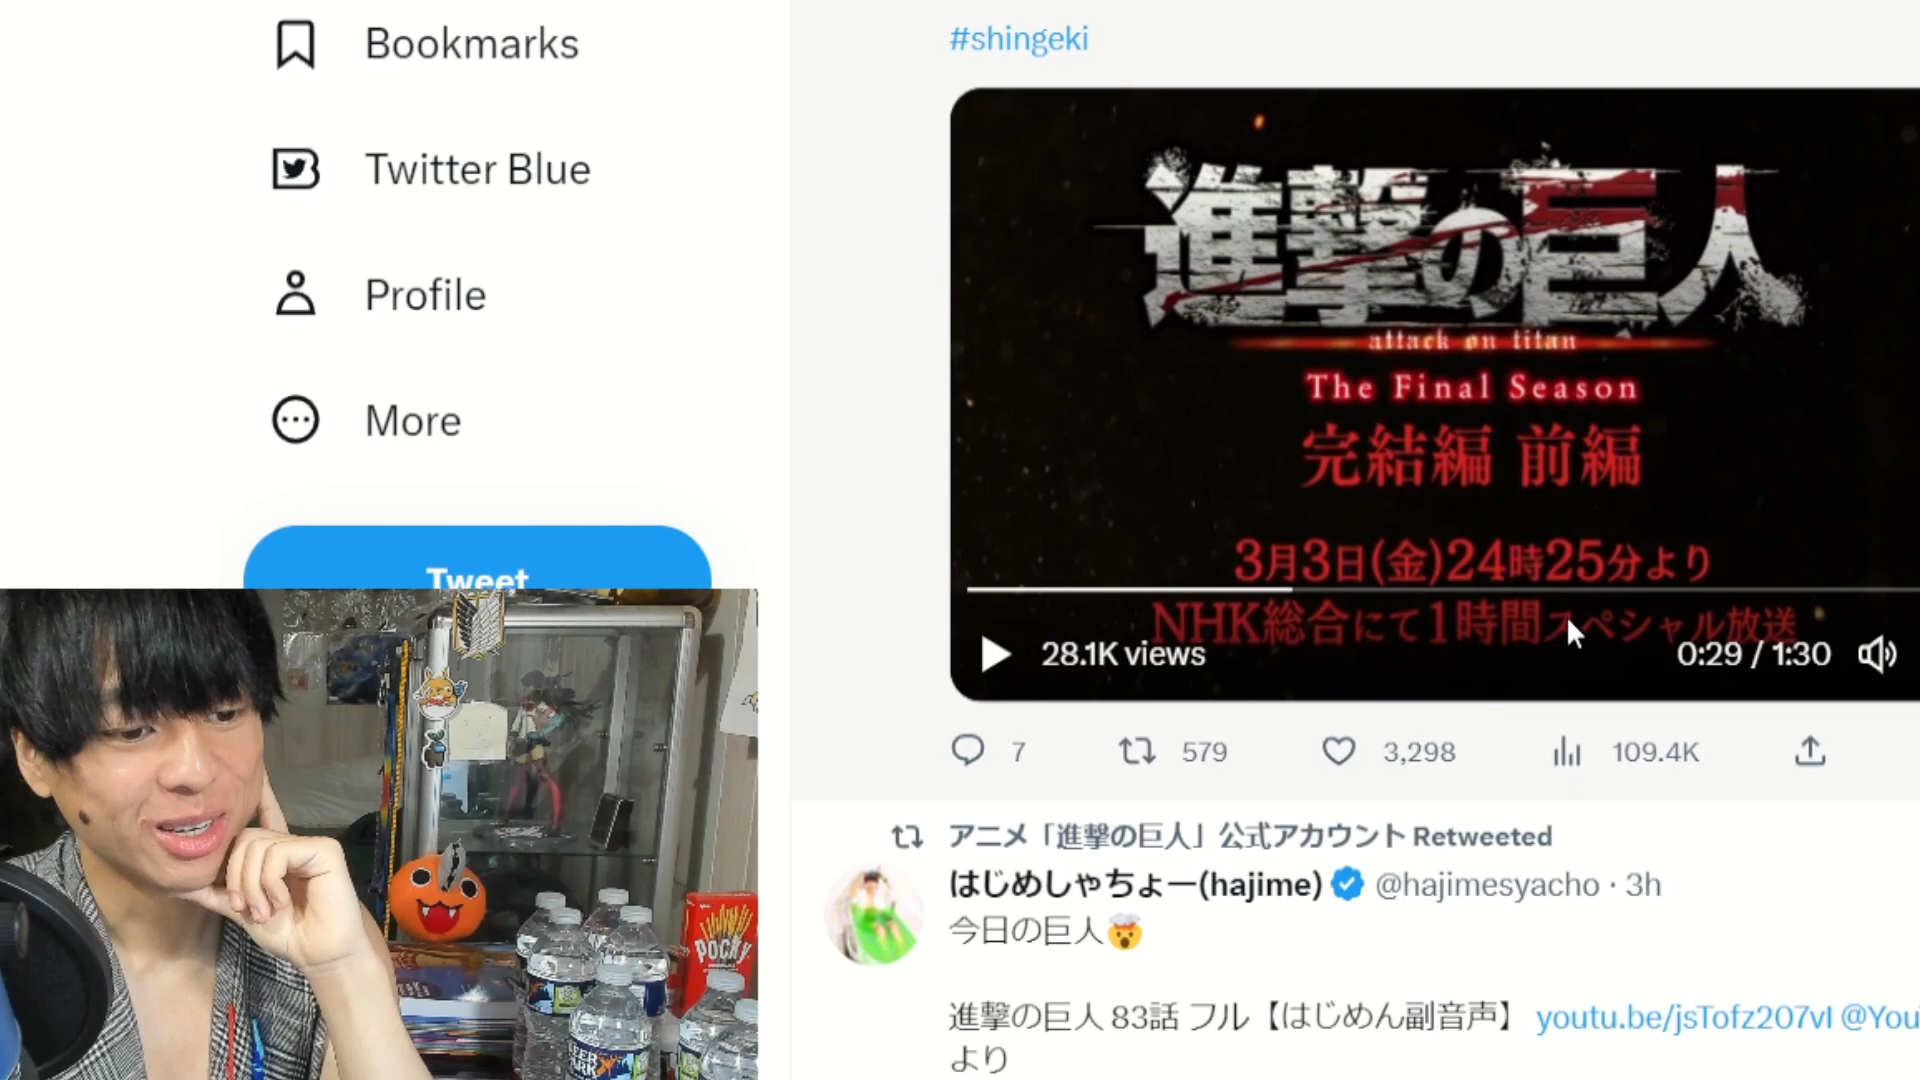 Bookmarks
Twitter Blue
Profile
More
Tweet
#shingeki
進撃の巨人
attack on titan
The Final Season
完結編 前編
3月3日(金)24時25分より
NHK総合にて1時間スペシャル放送
28.1K views
0:29 / 1:30
7
579
3,298
109.4K
アニメ「進撃の巨人」公式アカウント Retweeted
はじめしゃちょー(hajime) @hajimesyacho · 3h
今日の巨人🤯
進撃の巨人 83話 フル【はじめん副音声】 youtu.be/jsTofz207vI @You
より
POCKY
DEER PARK